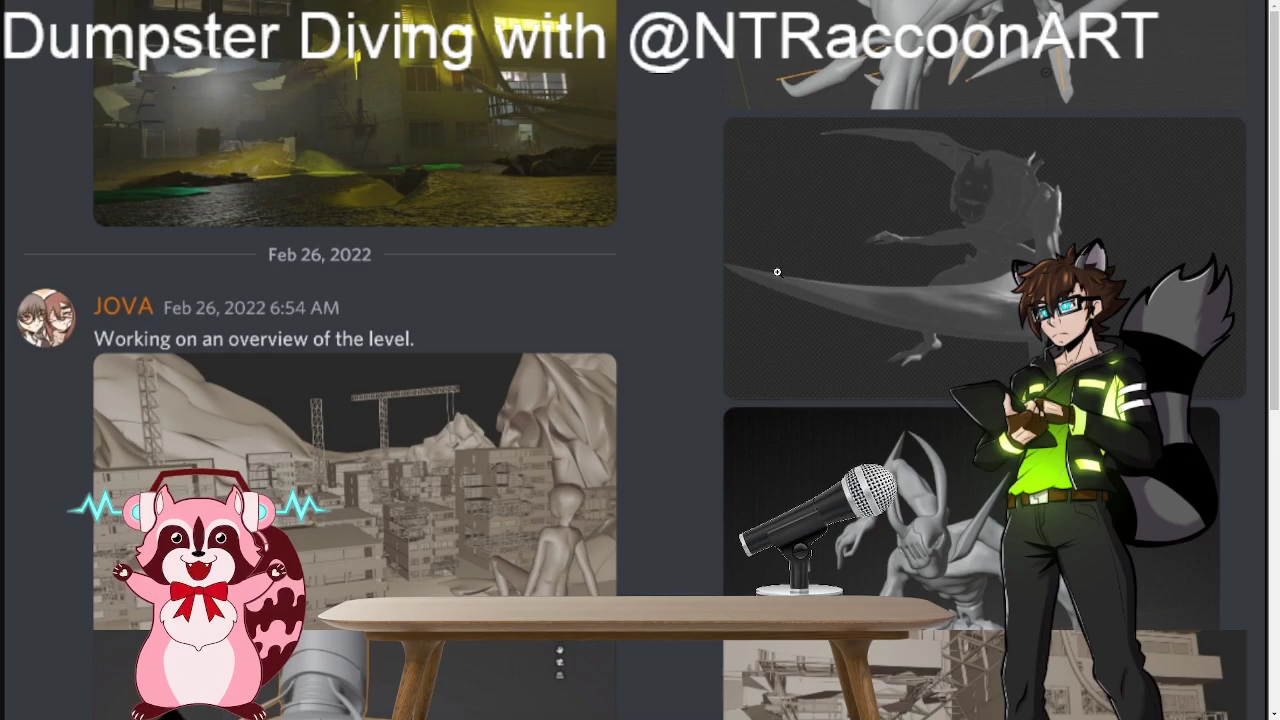 Dumpster Diving with @NTRaccoonART
Feb 26, 2022
JOVA Feb 26, 2022 6:54 AM
Working on an overview of the level.